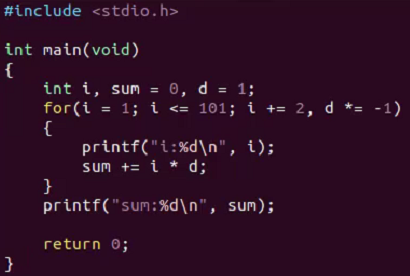 #include <stdio.h>
int main(void)
{
    int i, sum = 0, d = 1;
    for(i = 1; i <= 101; i += 2, d *= -1)
    {
        printf("i:%d\n", i);
        sum += i * d;
    }
    printf("sum:%d\n", sum);
    return 0;
}